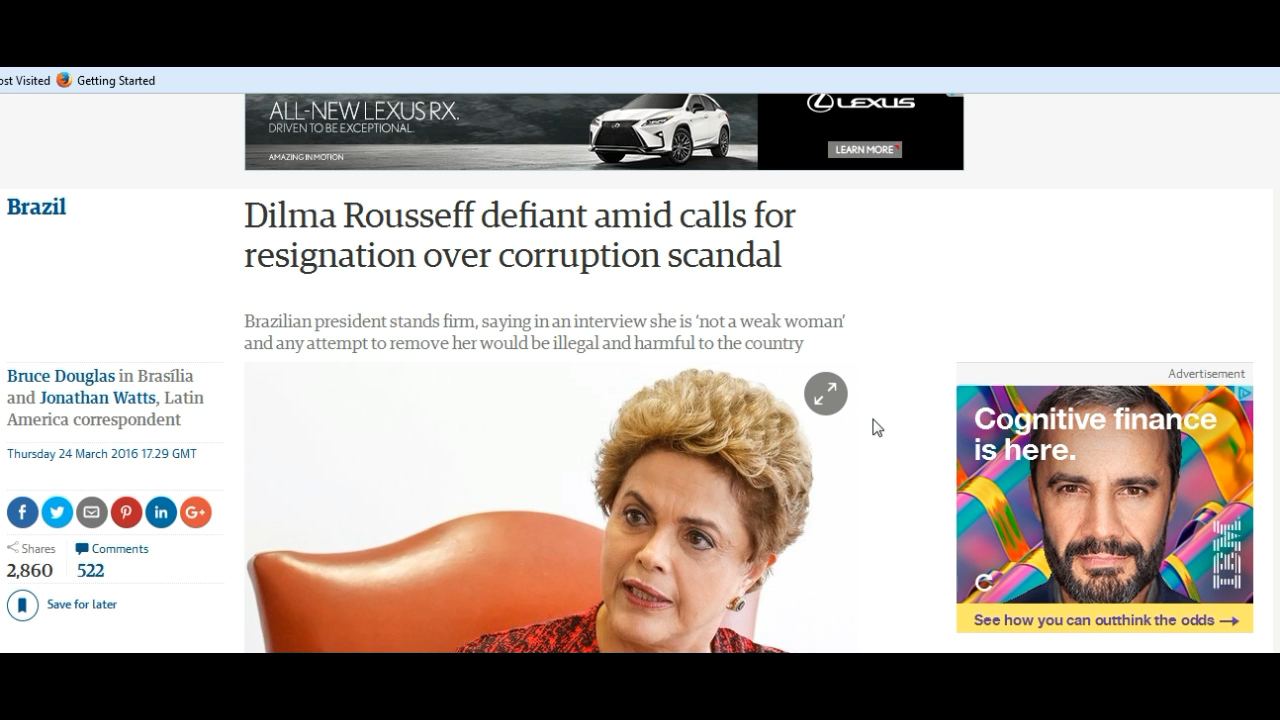 ost Visited Getting Started
ALL-NEW LEXUS RX.
DRIVEN TO BE EXCEPTIONAL.
AMAZING IN MOTION
LEXUS
LEARN MORE
Brazil
Dilma Rousseff defiant amid calls for
resignation over corruption scandal
Brazilian president stands firm, saying in an interview she is ‘not a weak woman’
and any attempt to remove her would be illegal and harmful to the country
Bruce Douglas in Brasília
and Jonathan Watts, Latin
America correspondent
Thursday 24 March 2016 17.29 GMT
Shares Comments
2,860 522
Save for later
Advertisement
Cognitive finance
is here.
IBM
See how you can outthink the odds →